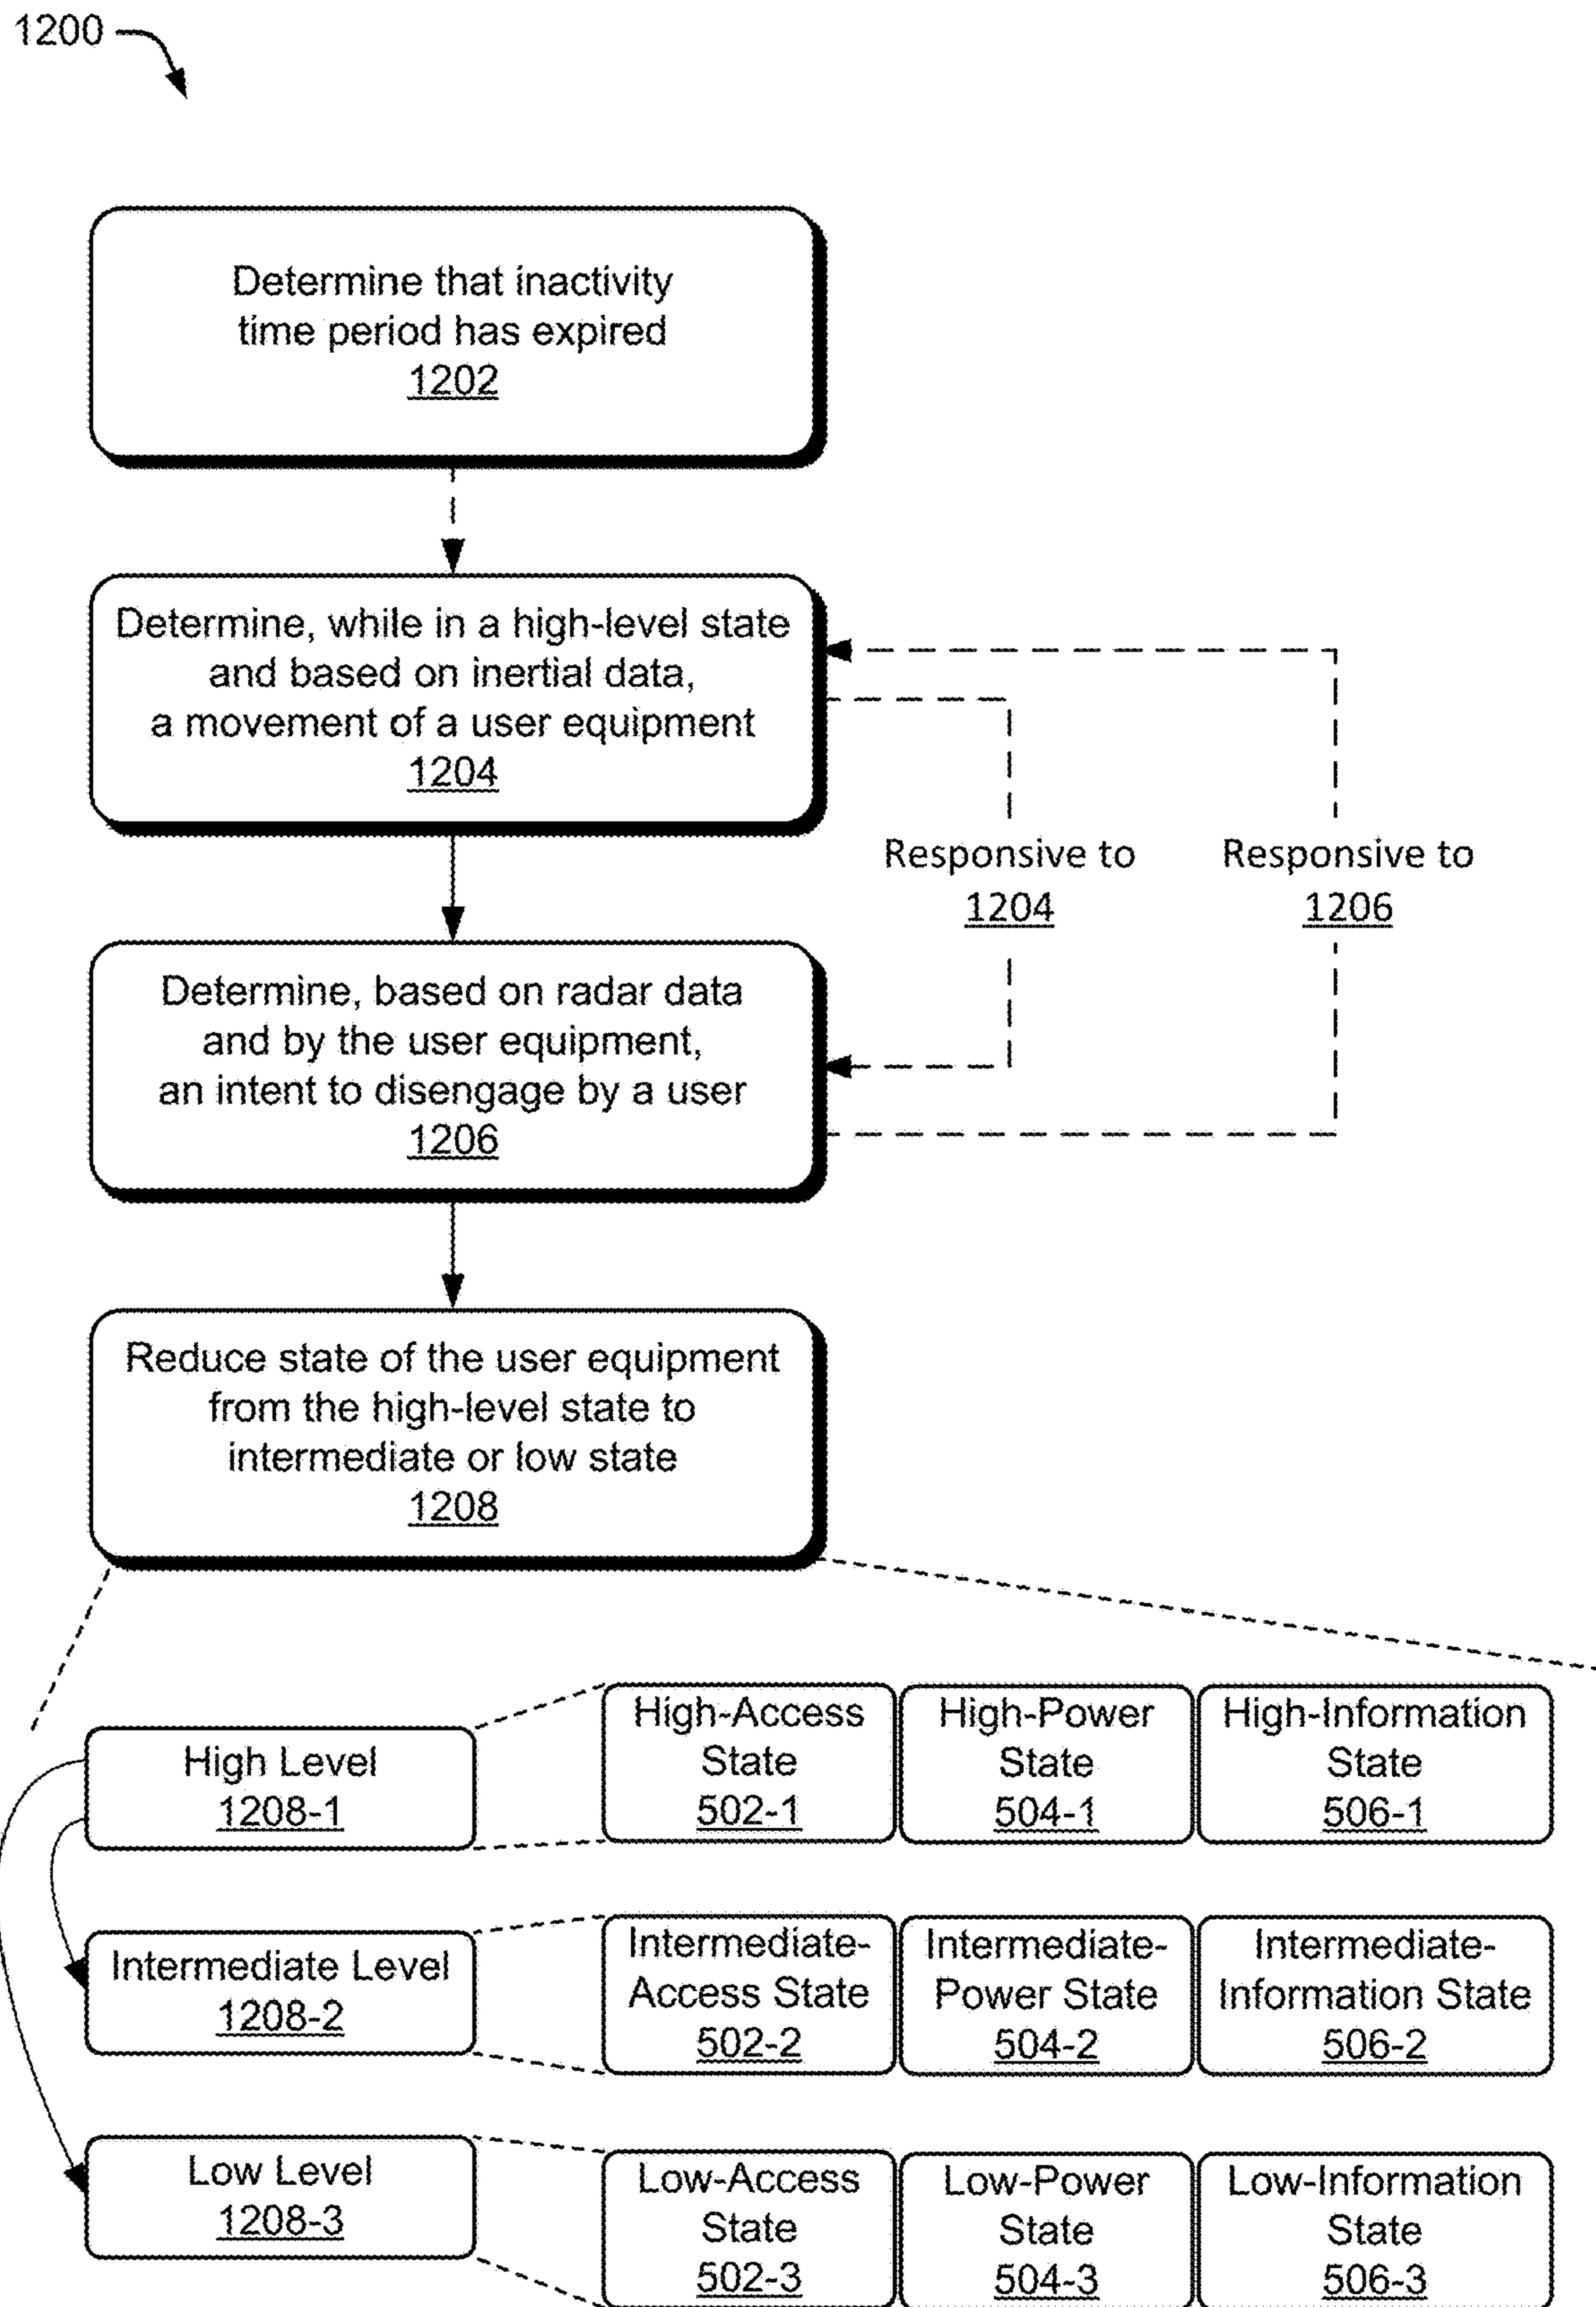 1200
Determine that inactivity
time period has expired
1202
Determine, while in a high-level state
and based on inertial data,
a movement of a user equipment
1204
Responsive to
1204
Responsive to
1206
Determine, based on radar data
and by the user equipment,
an intent to disengage by a user
1206
Reduce state of the user equipment
from the high-level state to
intermediate or low state
1208
High Level
1208-1
High-Access
State
502-1
High-Power
State
504-1
High-Information
State
506-1
Intermediate Level
1208-2
Intermediate-
Access State
502-2
Intermediate-
Power State
504-2
Intermediate-
Information State
506-2
Low Level
1208-3
Low-Access
State
502-3
Low-Power
State
504-3
Low-Information
State
506-3